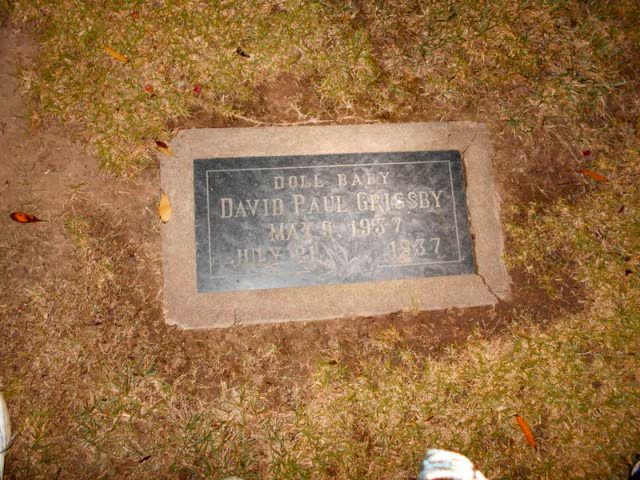 DOLL BABY
DAVID PAUL GRIGSBY
MAY 9, 1937
JULY 21, 1937